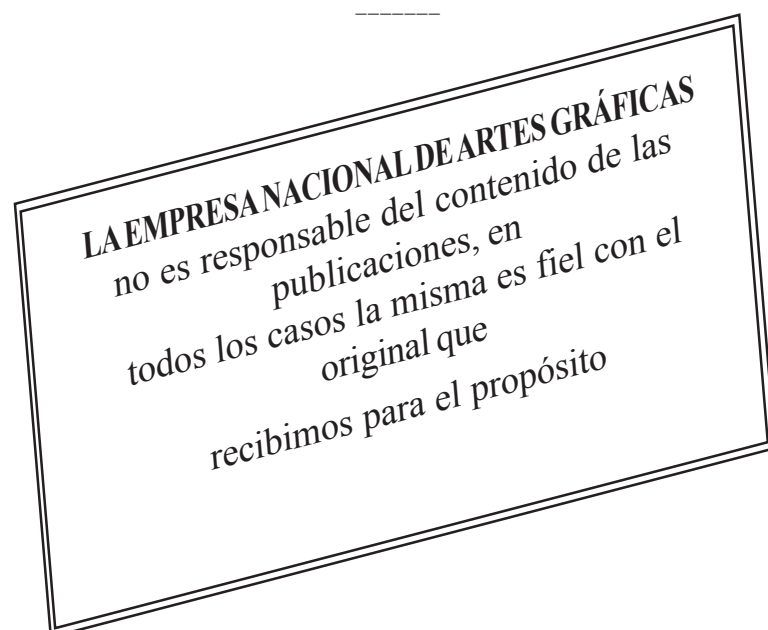 LA EMPRESA NACIONAL DE ARTES GRÁFICAS
no es responsable del contenido de las
publicaciones, en
todos los casos la misma es fiel con el
original que
recibimos para el propósito